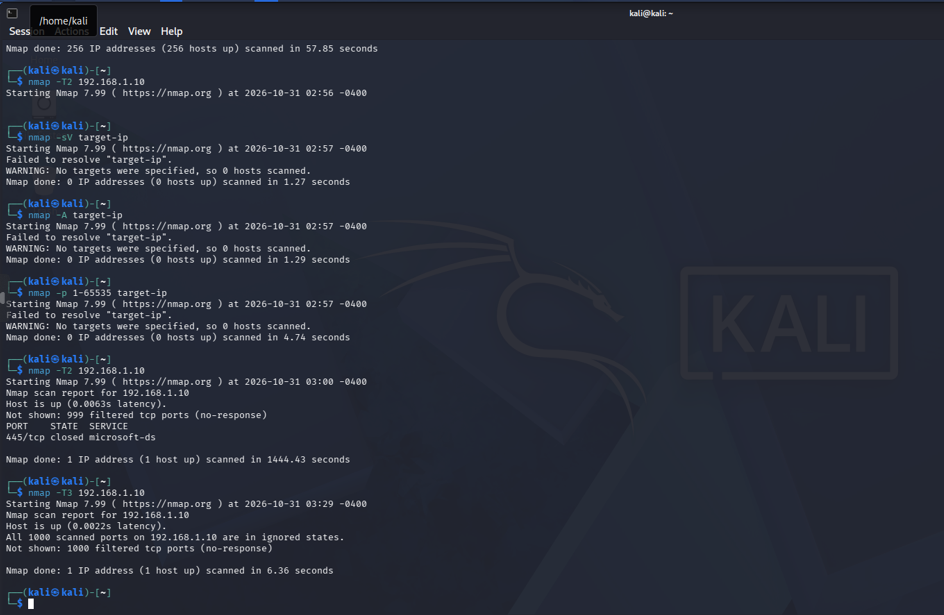 /home/kali
kali@kali: ~
Session Actions Edit View Help
Nmap done: 256 IP addresses (256 hosts up) scanned in 57.85 seconds
┌──(kali㉿kali)-[~]
└─$ nmap -T2 192.168.1.10
Starting Nmap 7.99 ( https://nmap.org ) at 2026-10-31 02:56 -0400
┌──(kali㉿kali)-[~]
└─$ nmap -sV target-ip
Starting Nmap 7.99 ( https://nmap.org ) at 2026-10-31 02:57 -0400
Failed to resolve "target-ip".
WARNING: No targets were specified, so 0 hosts scanned.
Nmap done: 0 IP addresses (0 hosts up) scanned in 1.27 seconds
┌──(kali㉿kali)-[~]
└─$ nmap -A target-ip
Starting Nmap 7.99 ( https://nmap.org ) at 2026-10-31 02:57 -0400
Failed to resolve "target-ip".
WARNING: No targets were specified, so 0 hosts scanned.
Nmap done: 0 IP addresses (0 hosts up) scanned in 1.29 seconds
┌──(kali㉿kali)-[~]
└─$ nmap -p 1-65535 target-ip
Starting Nmap 7.99 ( https://nmap.org ) at 2026-10-31 02:57 -0400
Failed to resolve "target-ip".
WARNING: No targets were specified, so 0 hosts scanned.
Nmap done: 0 IP addresses (0 hosts up) scanned in 4.74 seconds
┌──(kali㉿kali)-[~]
└─$ nmap -T2 192.168.1.10
Starting Nmap 7.99 ( https://nmap.org ) at 2026-10-31 03:00 -0400
Nmap scan report for 192.168.1.10
Host is up (0.0063s latency).
Not shown: 999 filtered tcp ports (no-response)
PORT    STATE  SERVICE
445/tcp closed microsoft-ds
Nmap done: 1 IP address (1 host up) scanned in 1444.43 seconds
┌──(kali㉿kali)-[~]
└─$ nmap -T3 192.168.1.10
Starting Nmap 7.99 ( https://nmap.org ) at 2026-10-31 03:29 -0400
Nmap scan report for 192.168.1.10
Host is up (0.0022s latency).
All 1000 scanned ports on 192.168.1.10 are in ignored states.
Not shown: 1000 filtered tcp ports (no-response)
Nmap done: 1 IP address (1 host up) scanned in 6.36 seconds
┌──(kali㉿kali)-[~]
└─$
KALI